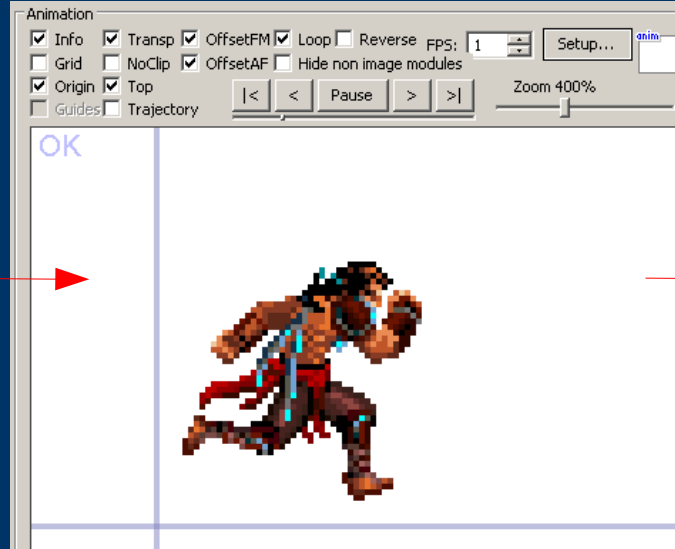 Animation
Info Transp OffsetFM Loop Reverse FPS: 1 Setup... anim
Grid NoClip OffsetAF Hide non image modules
Origin Top |< < Pause > >| Zoom 400%
Guides Trajectory
OK